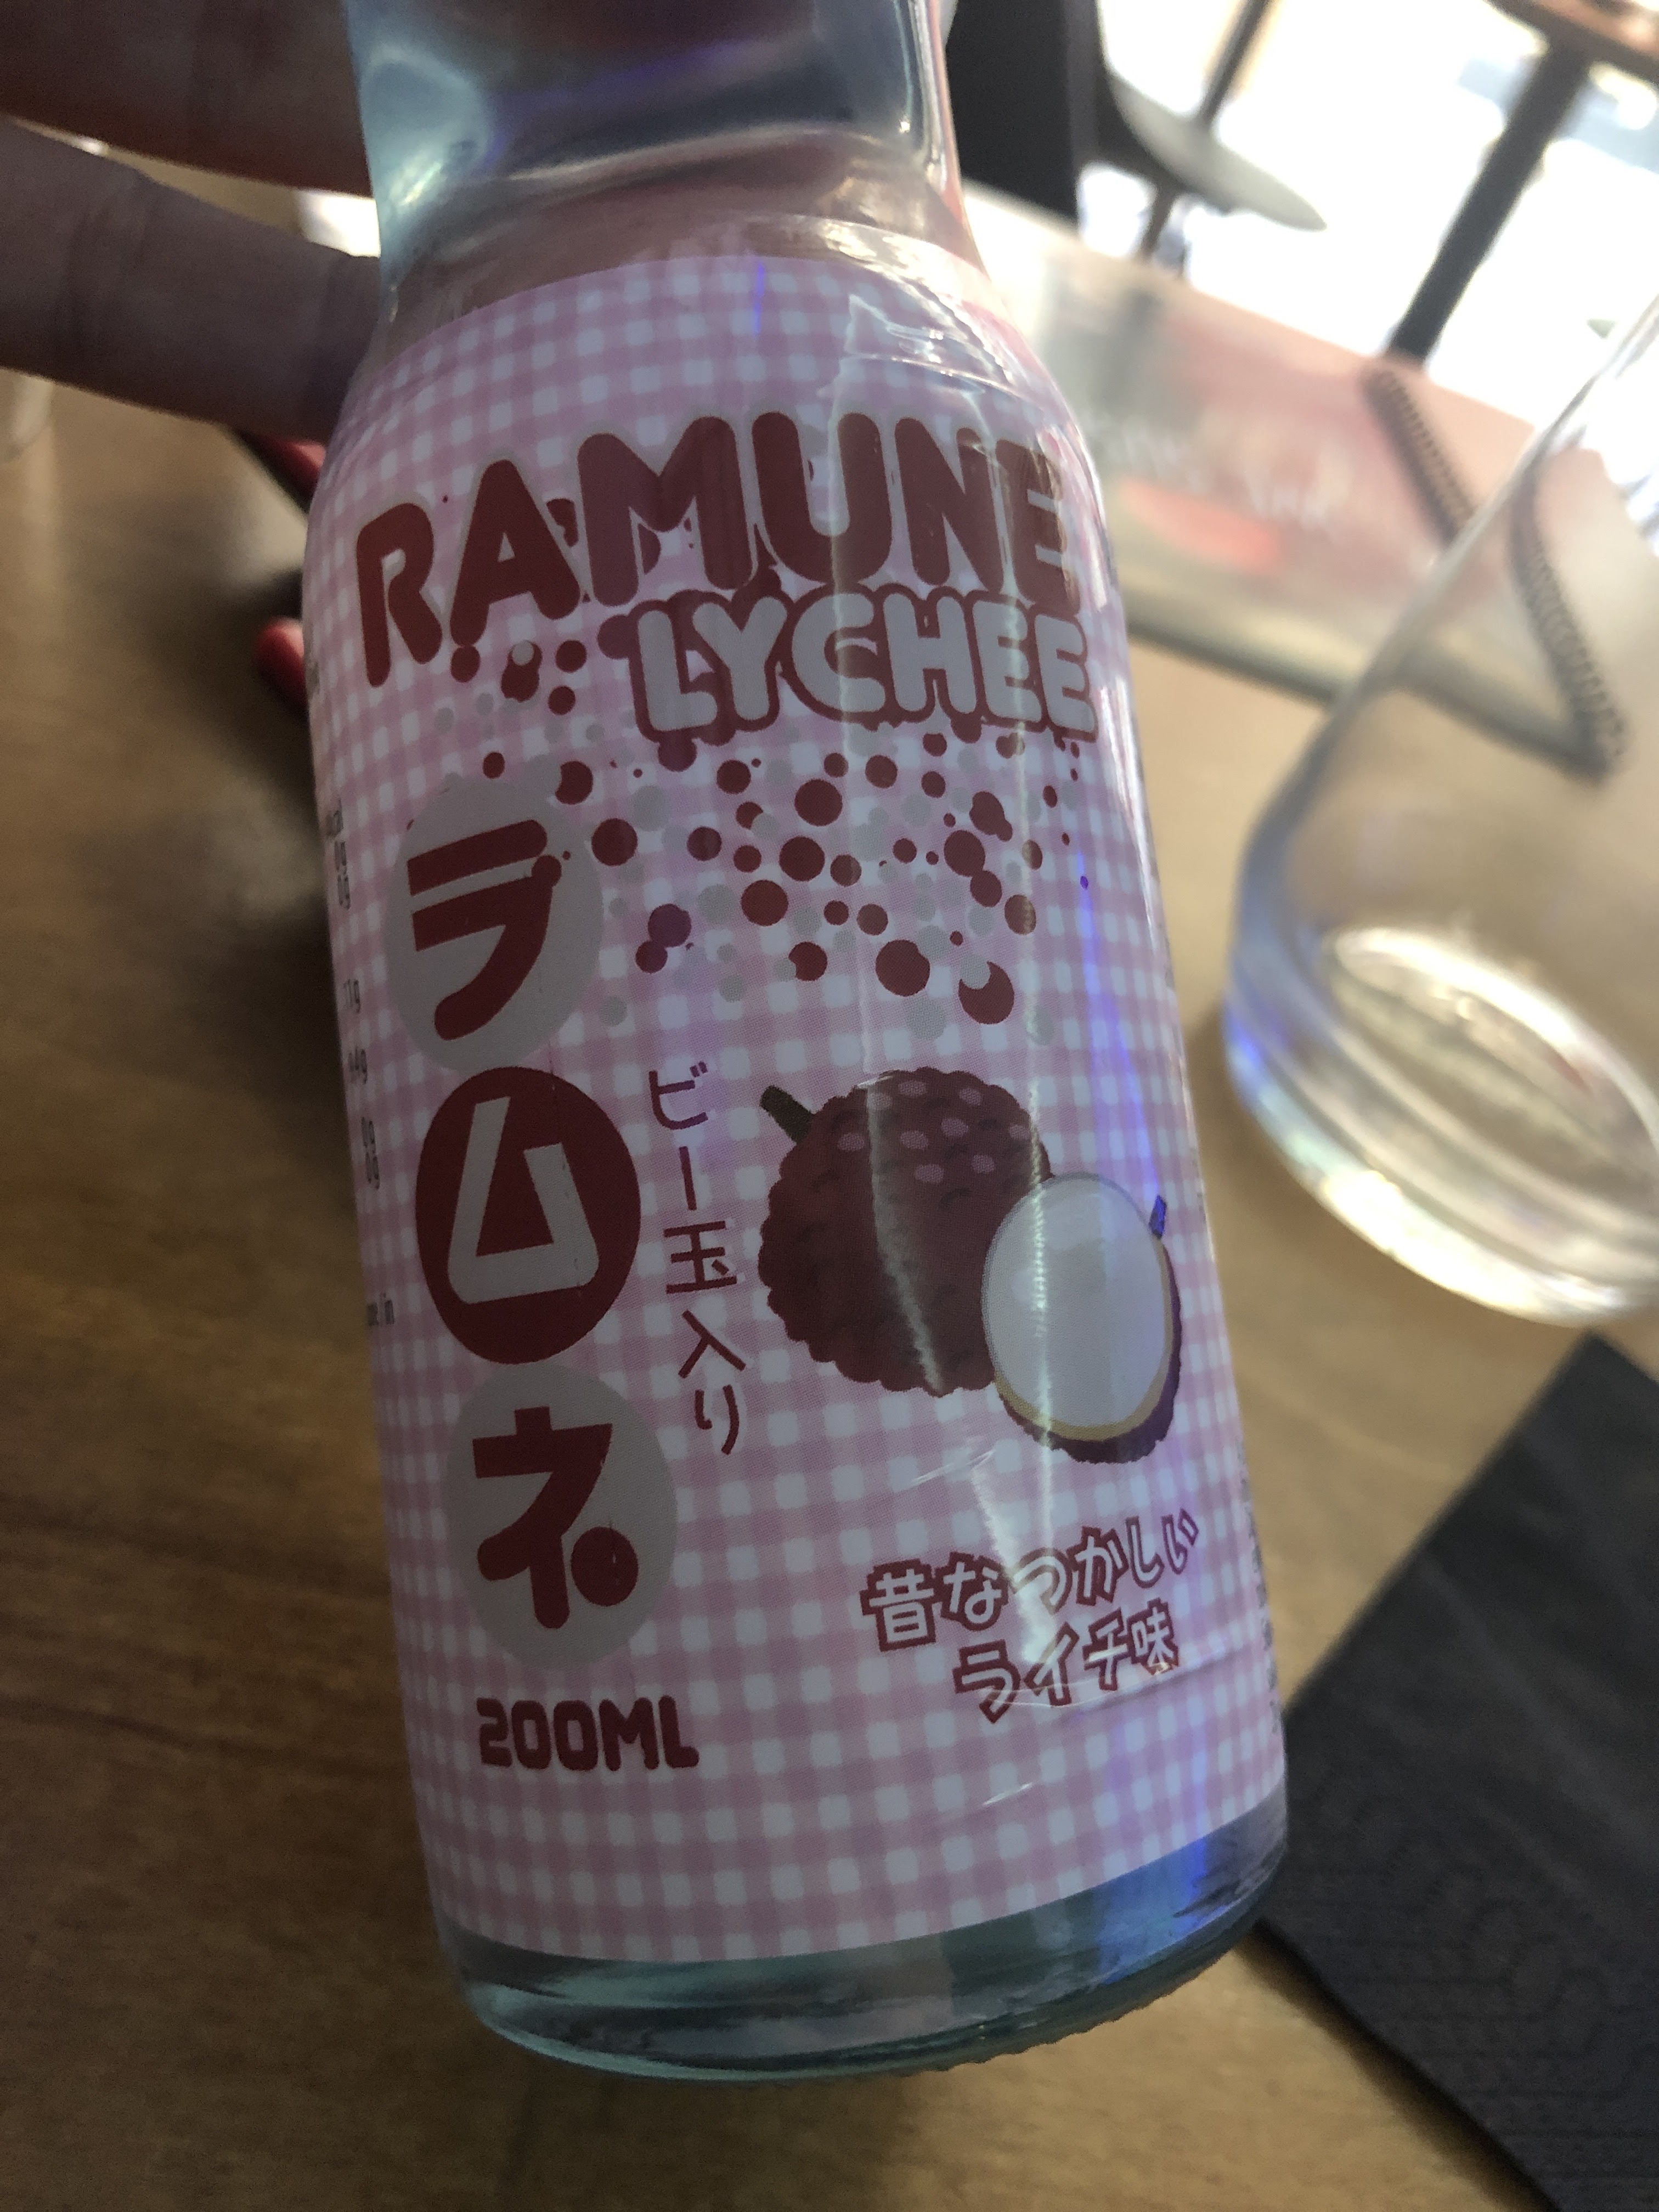 RAMUNE
LYCHEE
ラムネ
ビー玉入り
昔なつかしい
ライチ味
200ML